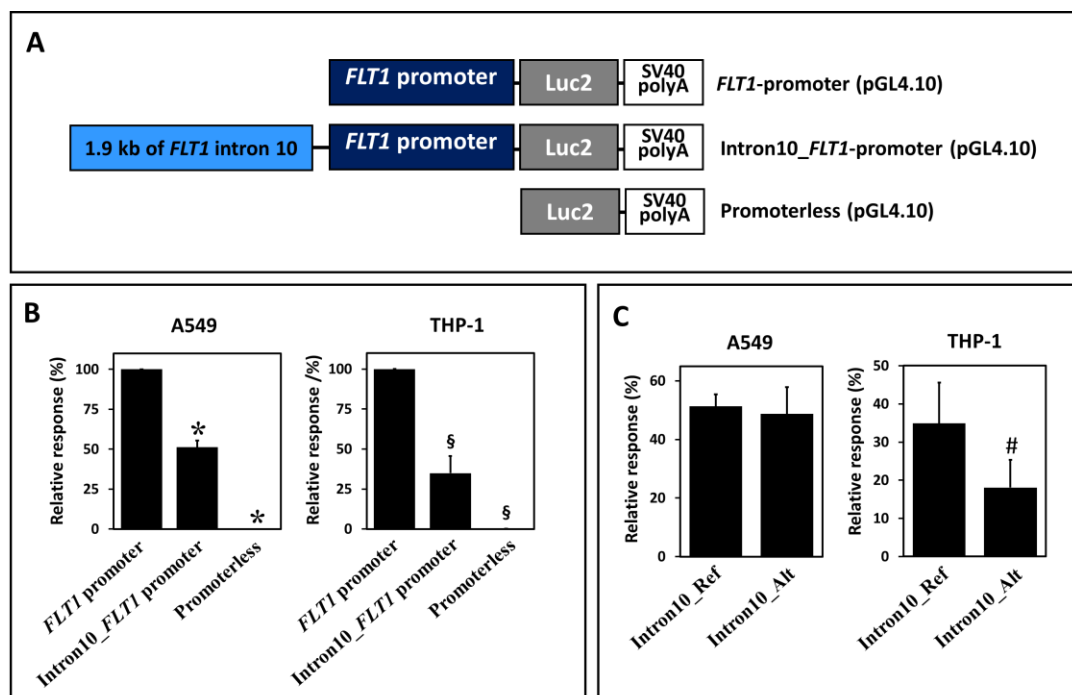 A
FLT1 promoter
Luc2
SV40
polyA
FLT1-promoter (pGL4.10)
1.9 kb of FLT1 intron 10
FLT1 promoter
Luc2
SV40
polyA
Intron10_FLT1-promoter (pGL4.10)
Luc2
SV40
polyA
Promoterless (pGL4.10)
B
A549
Relative response (%)
100
75
50
25
0
*
*
FLT1 promoter
Intron10_FLT1 promoter
Promoterless
THP-1
Relative response /%)
100
75
50
25
0
§
§
FLT1 promoter
Intron10_FLT1 promoter
Promoterless
C
A549
Relative response (%)
60
40
20
0
Intron10_Ref
Intron10_Alt
THP-1
Relative response (%)
50
40
30
20
10
0
#
Intron10_Ref
Intron10_Alt